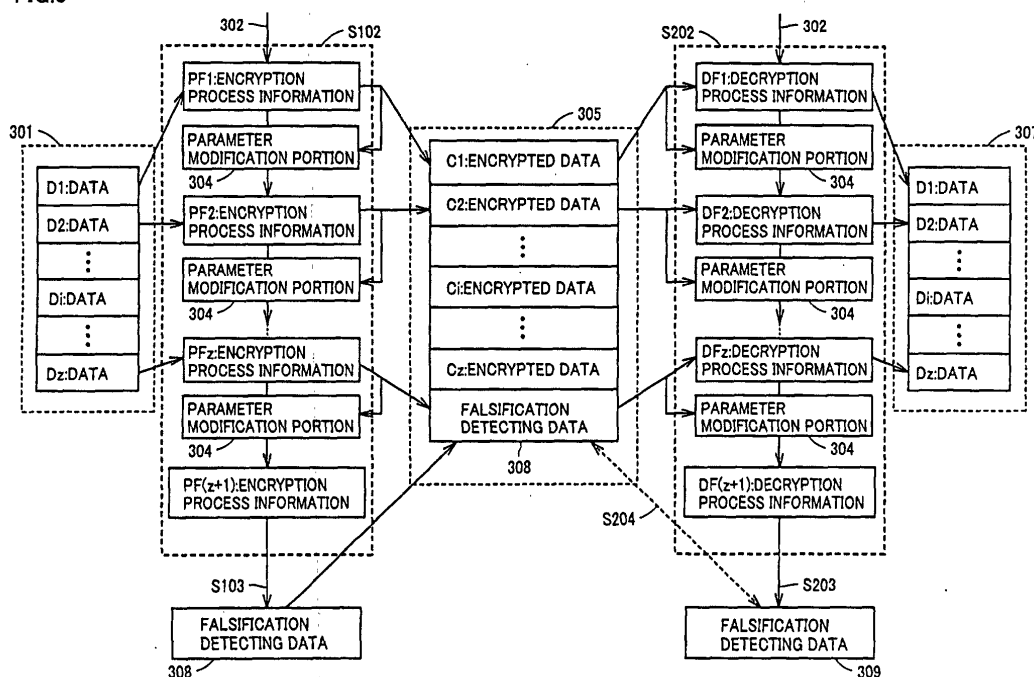 302
S102
PF1:ENCRYPTION
PROCESS INFORMATION
PARAMETER
MODIFICATION PORTION
304
PF2:ENCRYPTION
PROCESS INFORMATION
PARAMETER
MODIFICATION PORTION
304
PFz:ENCRYPTION
PROCESS INFORMATION
PARAMETER
MODIFICATION PORTION
304
PF(z+1):ENCRYPTION
PROCESS INFORMATION
S103
FALSIFICATION
DETECTING DATA
308
301
D1:DATA
D2:DATA
Di:DATA
Dz:DATA
305
C1:ENCRYPTED DATA
C2:ENCRYPTED DATA
Ci:ENCRYPTED DATA
Cz:ENCRYPTED DATA
FALSIFICATION
DETECTING DATA
308
S204
S202
302
DF1:DECRYPTION
PROCESS INFORMATION
PARAMETER
MODIFICATION PORTION
304
DF2:DECRYPTION
PROCESS INFORMATION
PARAMETER
MODIFICATION PORTION
304
DFz:DECRYPTION
PROCESS INFORMATION
PARAMETER
MODIFICATION PORTION
304
DF(z+1):DECRYPTION
PROCESS INFORMATION
S203
FALSIFICATION
DETECTING DATA
309
307
D1:DATA
D2:DATA
Di:DATA
Dz:DATA